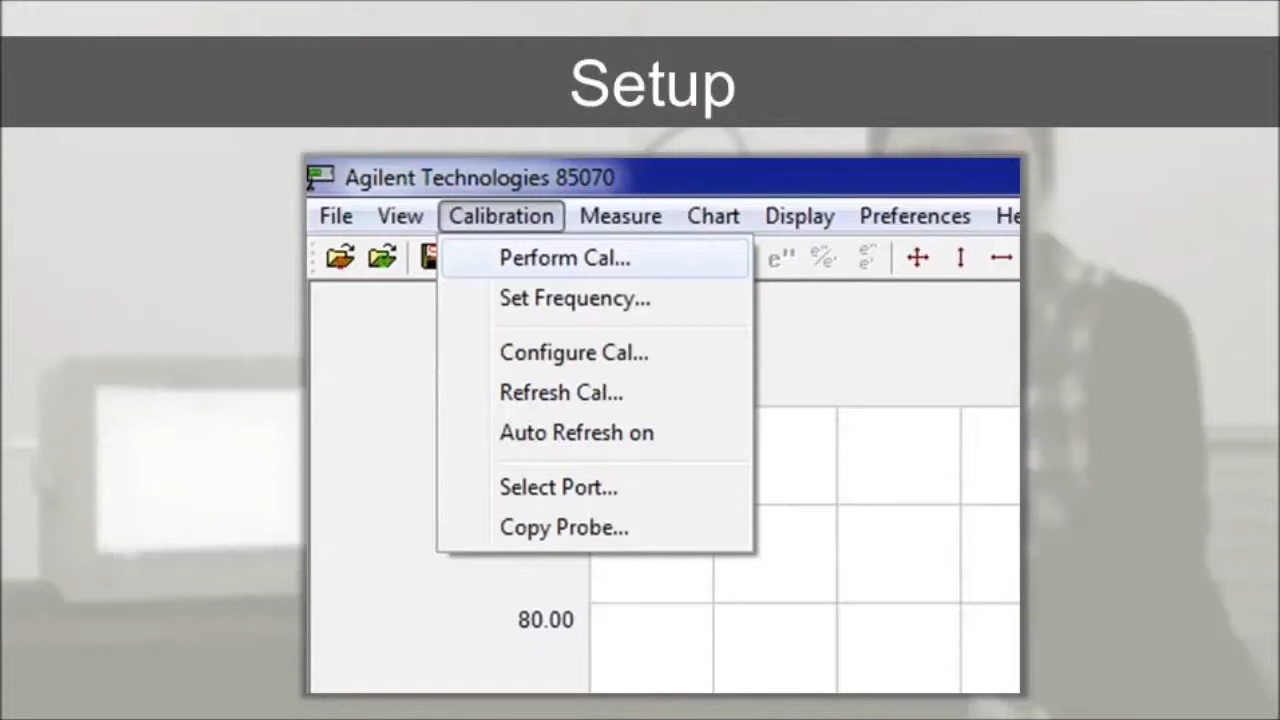 Setup
Agilent Technologies 85070
File View Calibration Measure Chart Display Preferences He
e" e"/e' e" e'
Perform Cal...
Set Frequency...
Configure Cal...
Refresh Cal...
Auto Refresh on
Select Port...
Copy Probe...
80.00